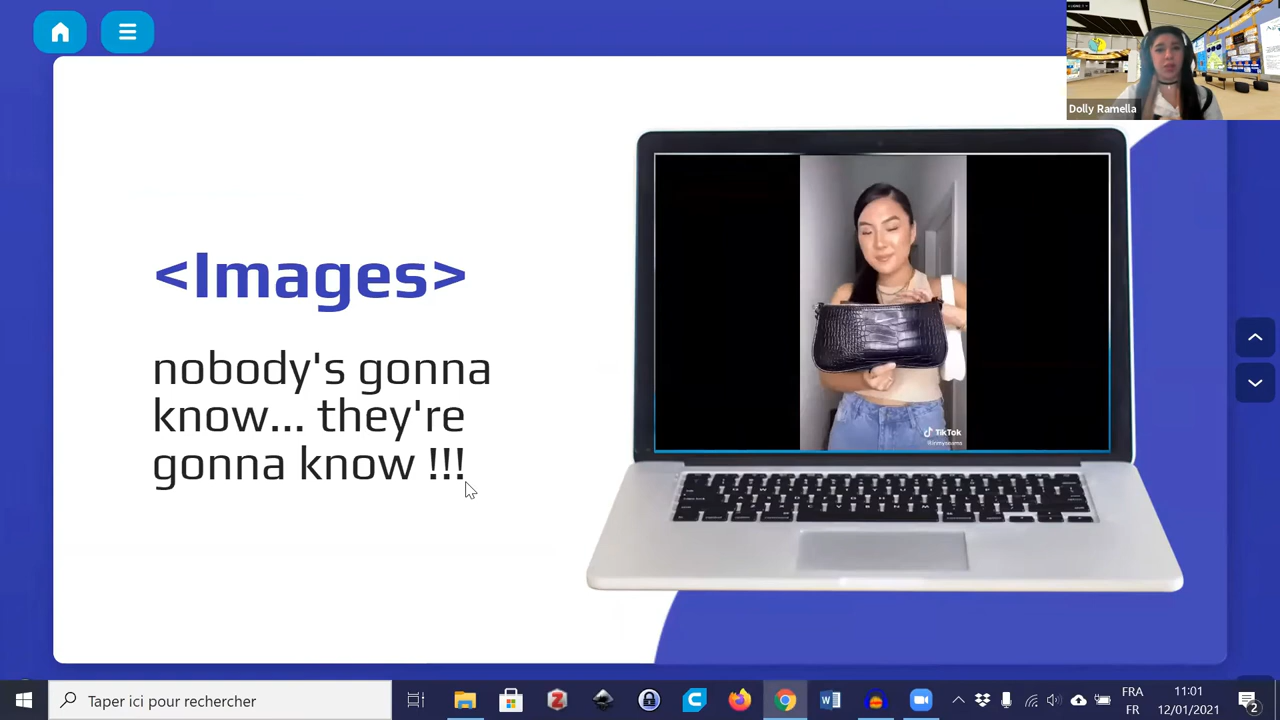 Dolly Ramella
<Images>
nobody's gonna
know... they're
gonna know !!!
TikTok
Taper ici pour rechercher
FRA
FR
11:01
12/01/2021
2